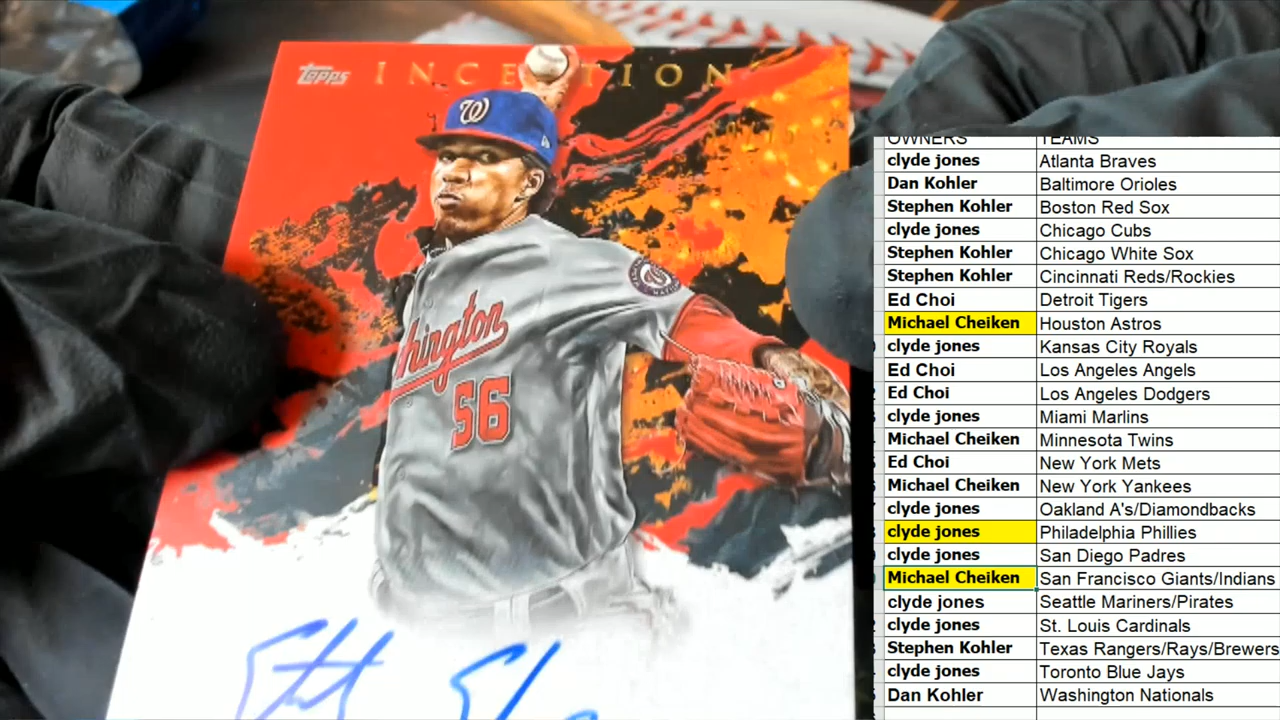 Topps INCEPTION
W
Washington
56
OWNERS TEAMS
clyde jones Atlanta Braves
Dan Kohler Baltimore Orioles
Stephen Kohler Boston Red Sox
clyde jones Chicago Cubs
Stephen Kohler Chicago White Sox
Stephen Kohler Cincinnati Reds/Rockies
Ed Choi Detroit Tigers
Michael Cheiken Houston Astros
clyde jones Kansas City Royals
Ed Choi Los Angeles Angels
Ed Choi Los Angeles Dodgers
clyde jones Miami Marlins
Michael Cheiken Minnesota Twins
Ed Choi New York Mets
Michael Cheiken New York Yankees
clyde jones Oakland A's/Diamondbacks
clyde jones Philadelphia Phillies
clyde jones San Diego Padres
Michael Cheiken San Francisco Giants/Indians
clyde jones Seattle Mariners/Pirates
clyde jones St. Louis Cardinals
Stephen Kohler Texas Rangers/Rays/Brewers
clyde jones Toronto Blue Jays
Dan Kohler Washington Nationals